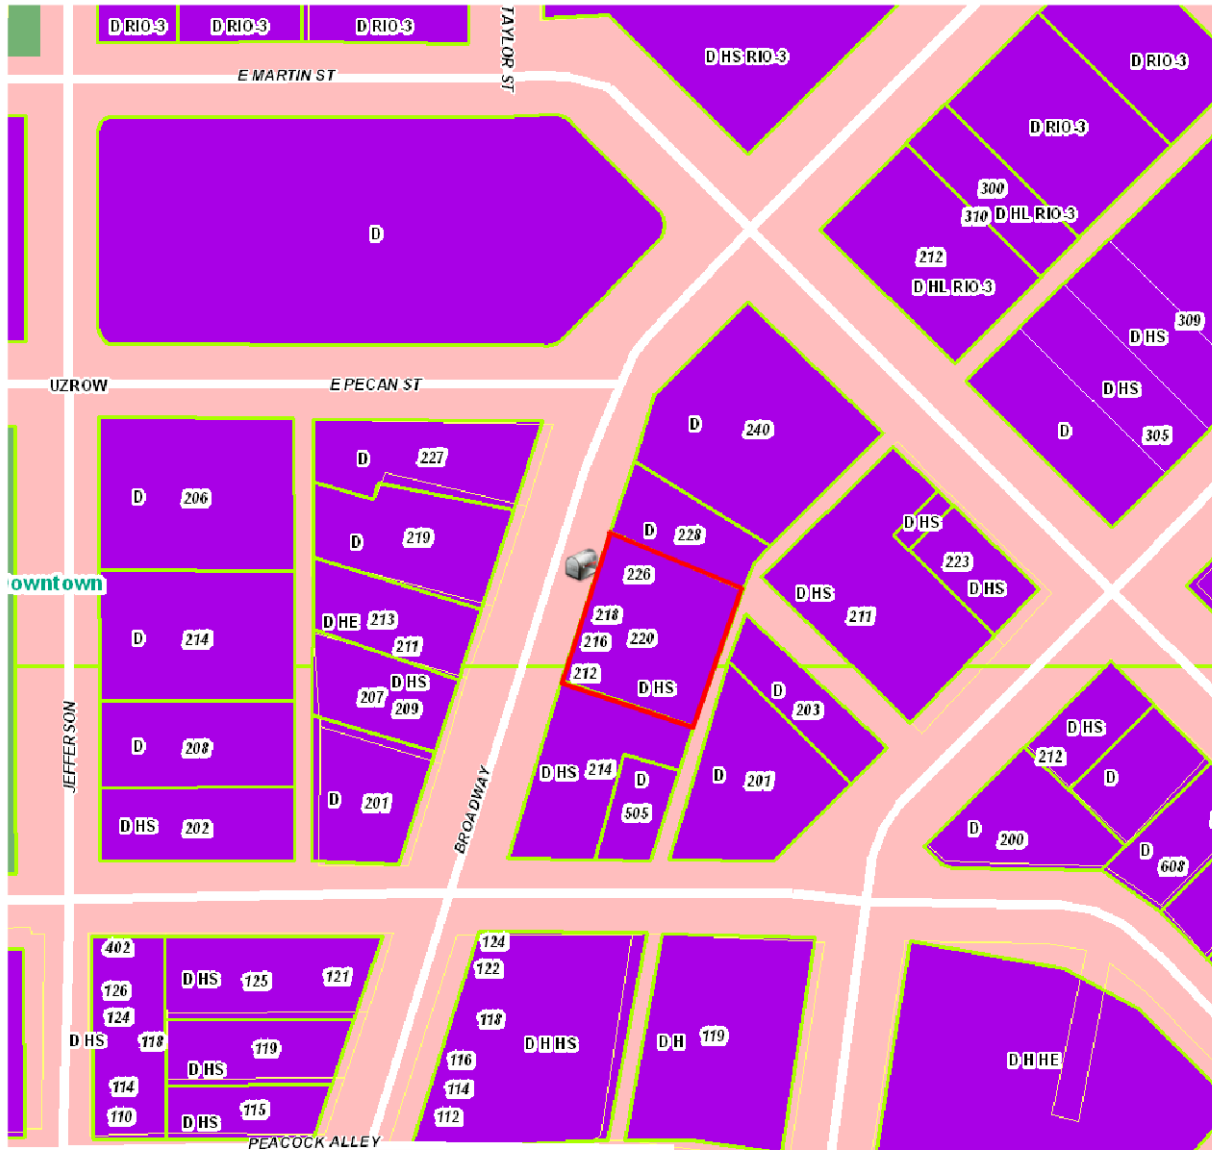 D RIO-3
D RIO-3
D RIO-3
TAYLOR ST
D HS RIO-3
D RIO-3
E MARTIN ST
D RIO-3
300
310 D HL RIO-3
D
212
D HL RIO-3
309
D HS
UZROW
E PECAN ST
D HS
D
240
D
305
D
227
D
206
D
219
D
228
D HS
223
D HS
226
owntown
D HS
211
218
D HE
213
216
220
D
214
211
212
D HS
D HS
207
209
D
203
JEFFERSON
D
208
D HS
212
D HS
214
D
D
201
D
BROADWAY
D
201
505
D HS
202
D
200
D
608
402
124
D HS
125
121
122
126
124
118
D HS
118
119
D H HS
D H
119
116
D H HE
D HS
114
114
110
D HS
115
112
PEACOCK ALLEY